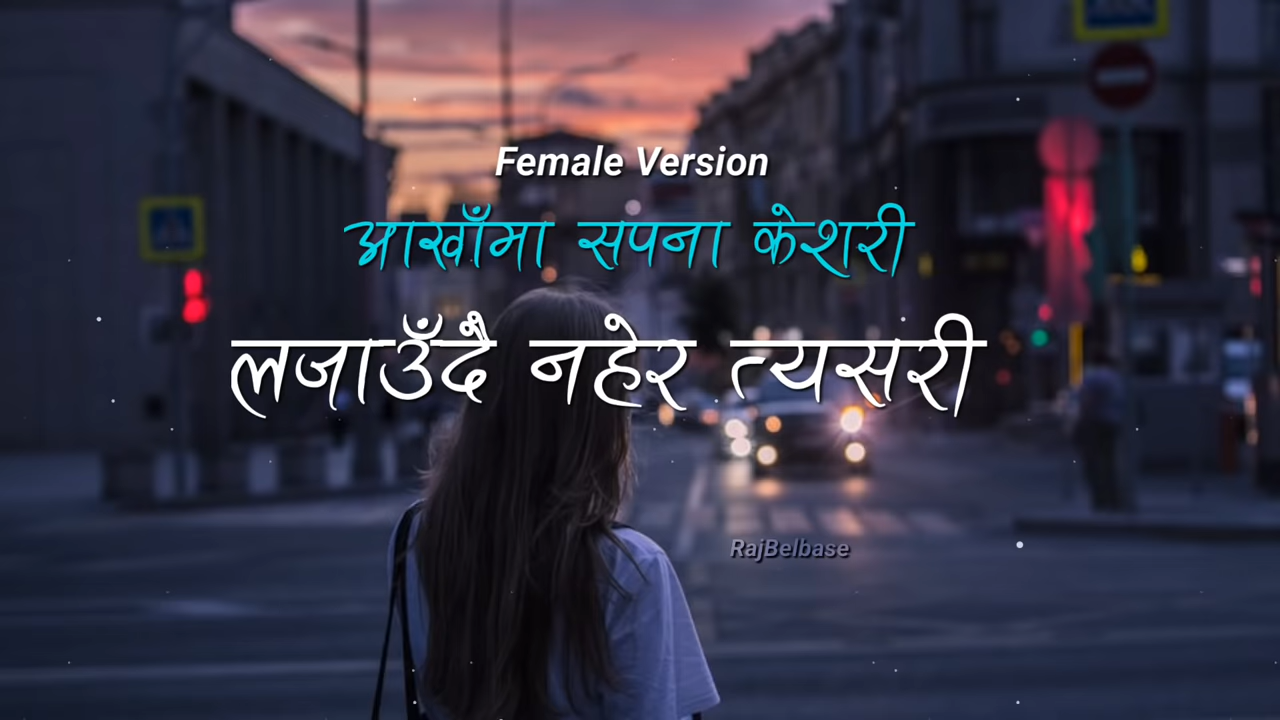 Female Version
आखाँमा सपना केशरी
लजाउँदै नहेर त्यसरी
RajBelbase